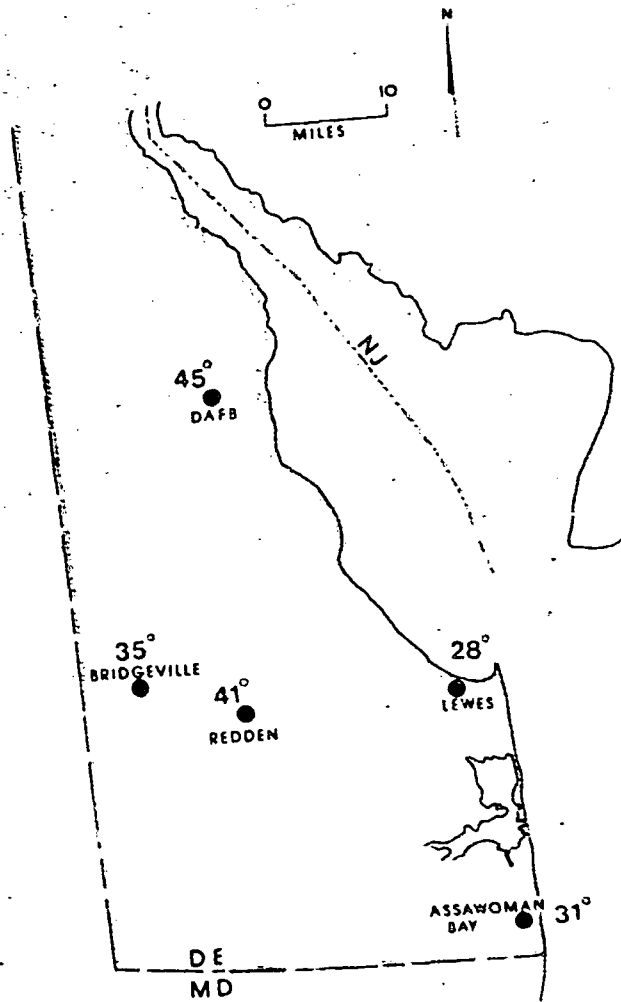 N
0 10
MILES
NJ
45°
DAFB
35°
BRIDGEVILLE
41°
REDDEN
28°
LEWES
ASSAWOMAN
BAY
31°
DE
MD